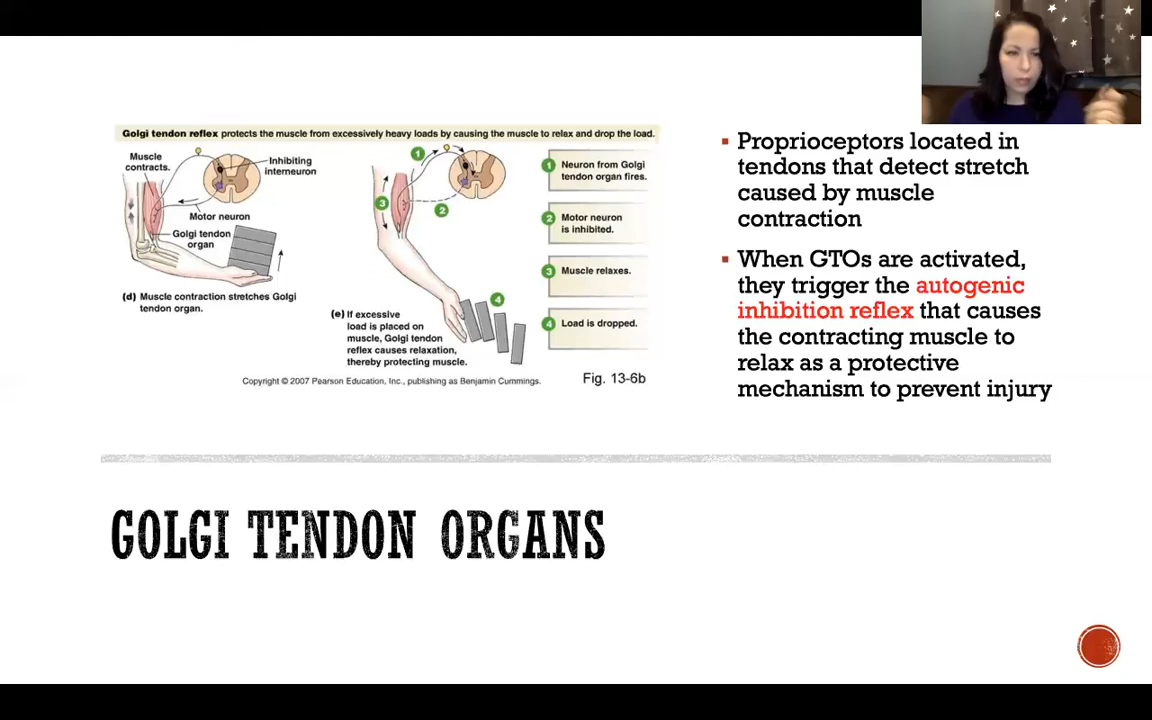 Golgi tendon reflex protects the muscle from excessively heavy loads by causing the muscle to relax and drop the load.
Muscle
contracts.
Inhibiting
interneuron
Motor neuron
Golgi tendon
organ
(d) Muscle contraction stretches Golgi
tendon organ.
1
2
3
4
(e) If excessive
load is placed on
muscle, Golgi tendon
reflex causes relaxation,
thereby protecting muscle.
1 Neuron from Golgi
tendon organ fires.
2 Motor neuron
is inhibited.
3 Muscle relaxes.
4 Load is dropped.
Copyright © 2007 Pearson Education, Inc., publishing as Benjamin Cummings.
Fig. 13-6b
▪ Proprioceptors located in
tendons that detect stretch
caused by muscle
contraction
▪ When GTOs are activated,
they trigger the autogenic
inhibition reflex that causes
the contracting muscle to
relax as a protective
mechanism to prevent injury
GOLGI TENDON ORGANS